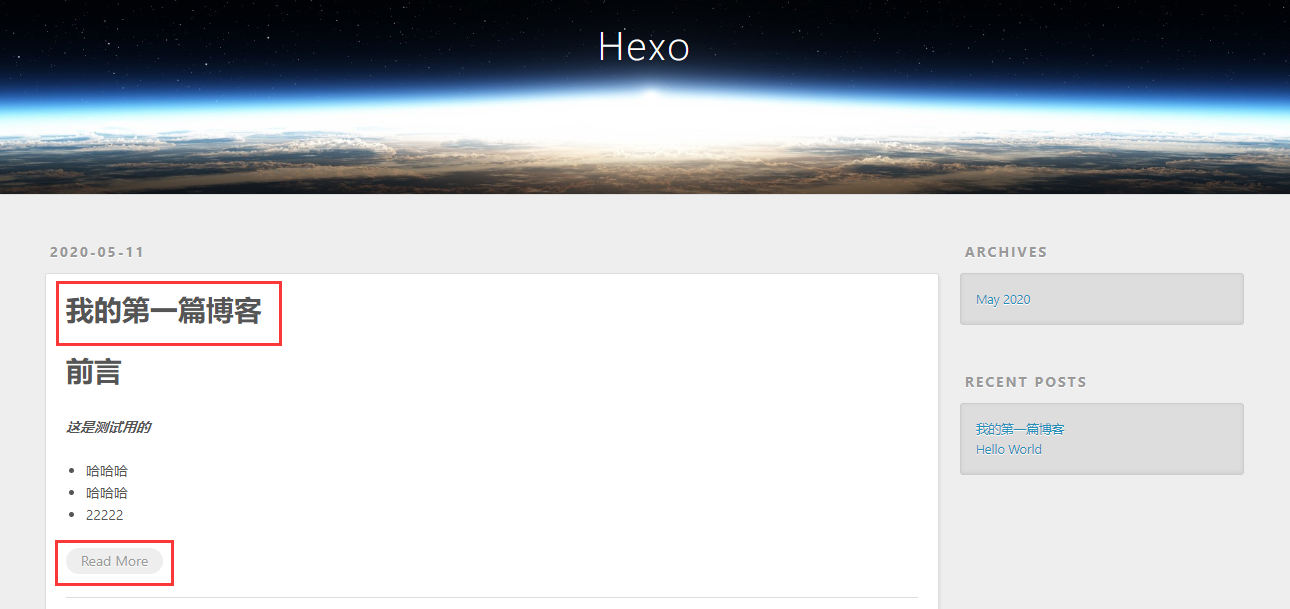 Hexo
2020-05-11
我的第一篇博客
前言
这是测试用的
哈哈哈
哈哈哈
22222
Read More
ARCHIVES
May 2020
RECENT POSTS
我的第一篇博客
Hello World